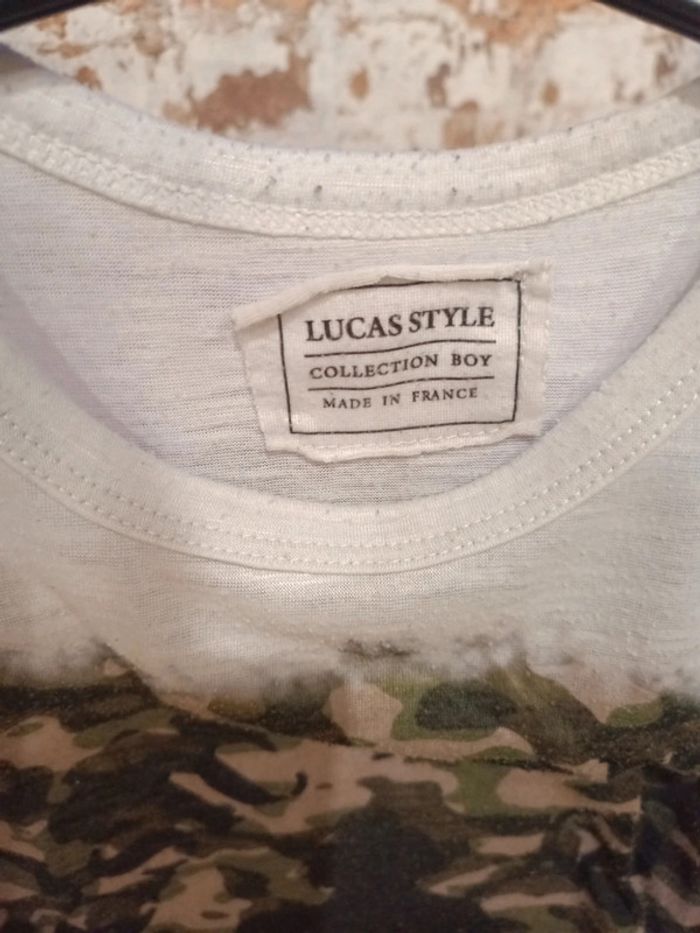 LUCAS STYLE
COLLECTION BOY
MADE IN FRANCE